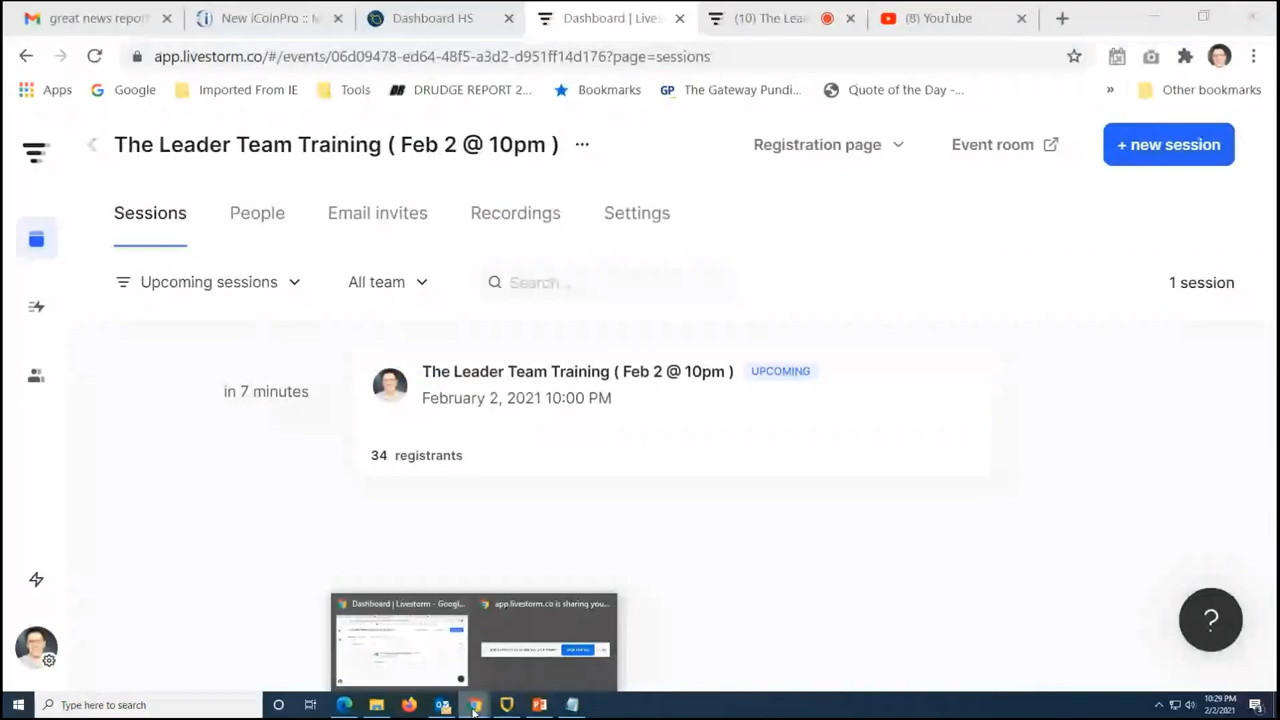 great news report
New iCoinPro :: M
Dashboard HS
Dashboard | Lives
(10) The Lea
(8) YouTube
app.livestorm.co/#/events/06d09478-ed64-48f5-a3d2-d951ff14d176?page=sessions
Apps
Google
Imported From IE
Tools
DRUDGE REPORT 2...
Bookmarks
GP The Gateway Pundi...
Quote of the Day -...
»
Other bookmarks
The Leader Team Training ( Feb 2 @ 10pm ) ...
Registration page
Event room
+ new session
Sessions
People
Email invites
Recordings
Settings
Upcoming sessions
All team
Search...
1 session
The Leader Team Training ( Feb 2 @ 10pm ) UPCOMING
in 7 minutes
February 2, 2021 10:00 PM
34 registrants
Dashboard | Livestorm - Googl...
app.livestorm.co is sharing you...
?
Type here to search
10:29 PM
2/2/2021